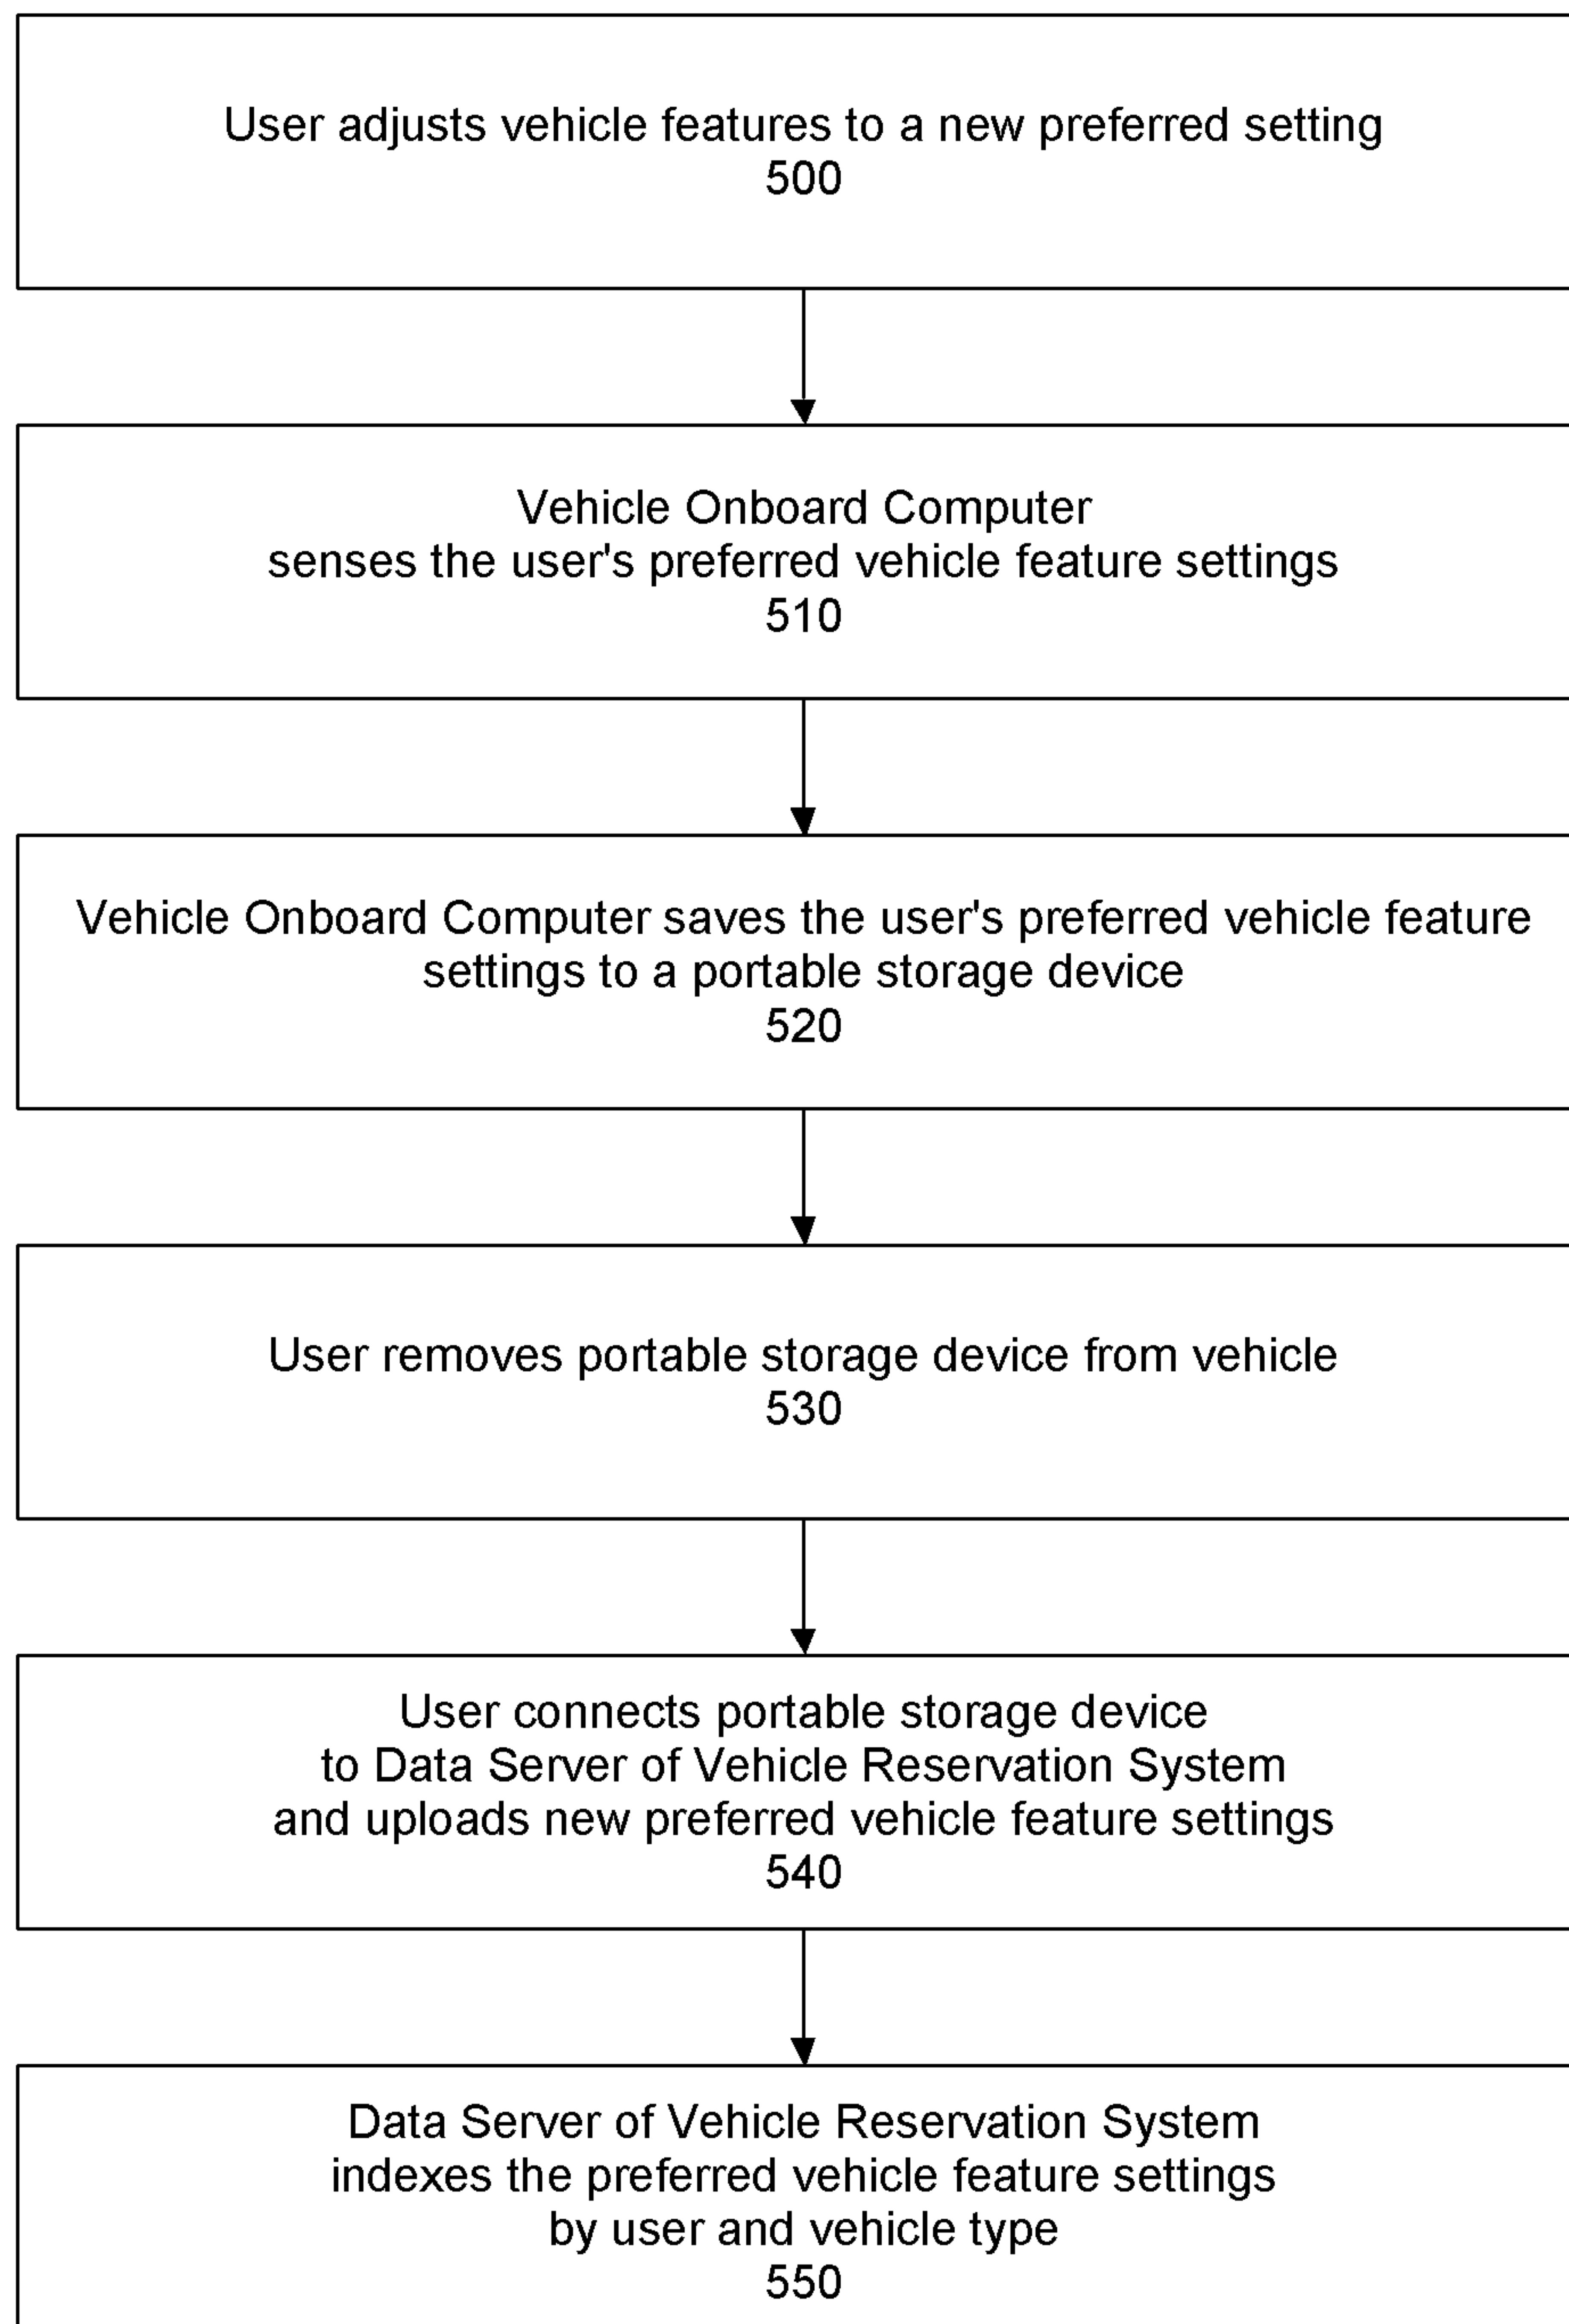 User adjusts vehicle features to a new preferred setting
500
Vehicle Onboard Computer
senses the user's preferred vehicle feature settings
510
Vehicle Onboard Computer saves the user's preferred vehicle feature
settings to a portable storage device
520
User removes portable storage device from vehicle
530
User connects portable storage device
to Data Server of Vehicle Reservation System
and uploads new preferred vehicle feature settings
540
Data Server of Vehicle Reservation System
indexes the preferred vehicle feature settings
by user and vehicle type
550